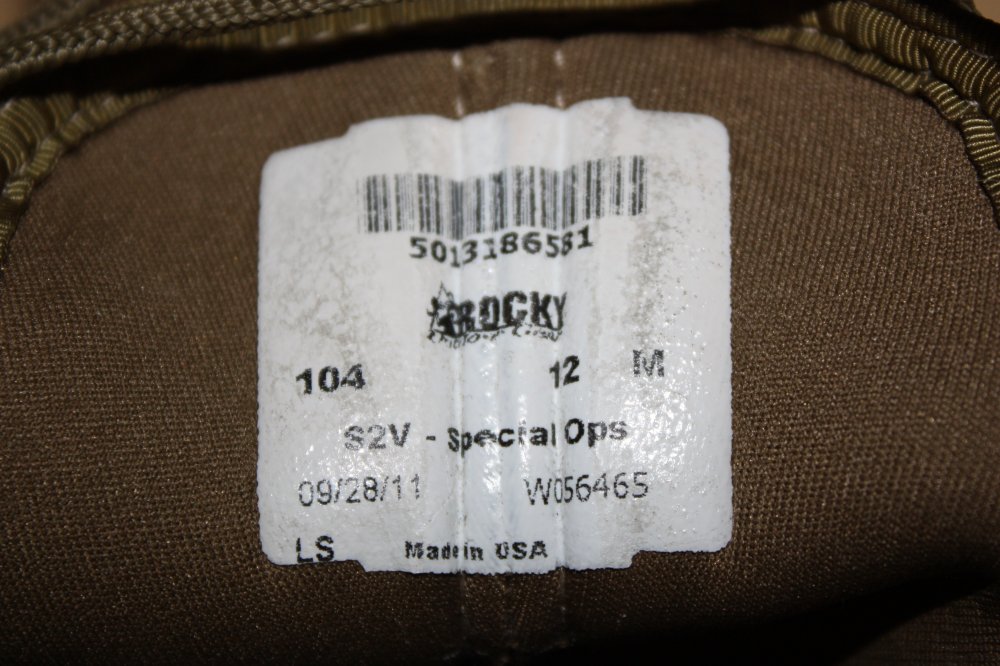 5013186581
ROCKY
104 12 M
S2V - Special Ops
09/28/11 W056465
LS Made in USA